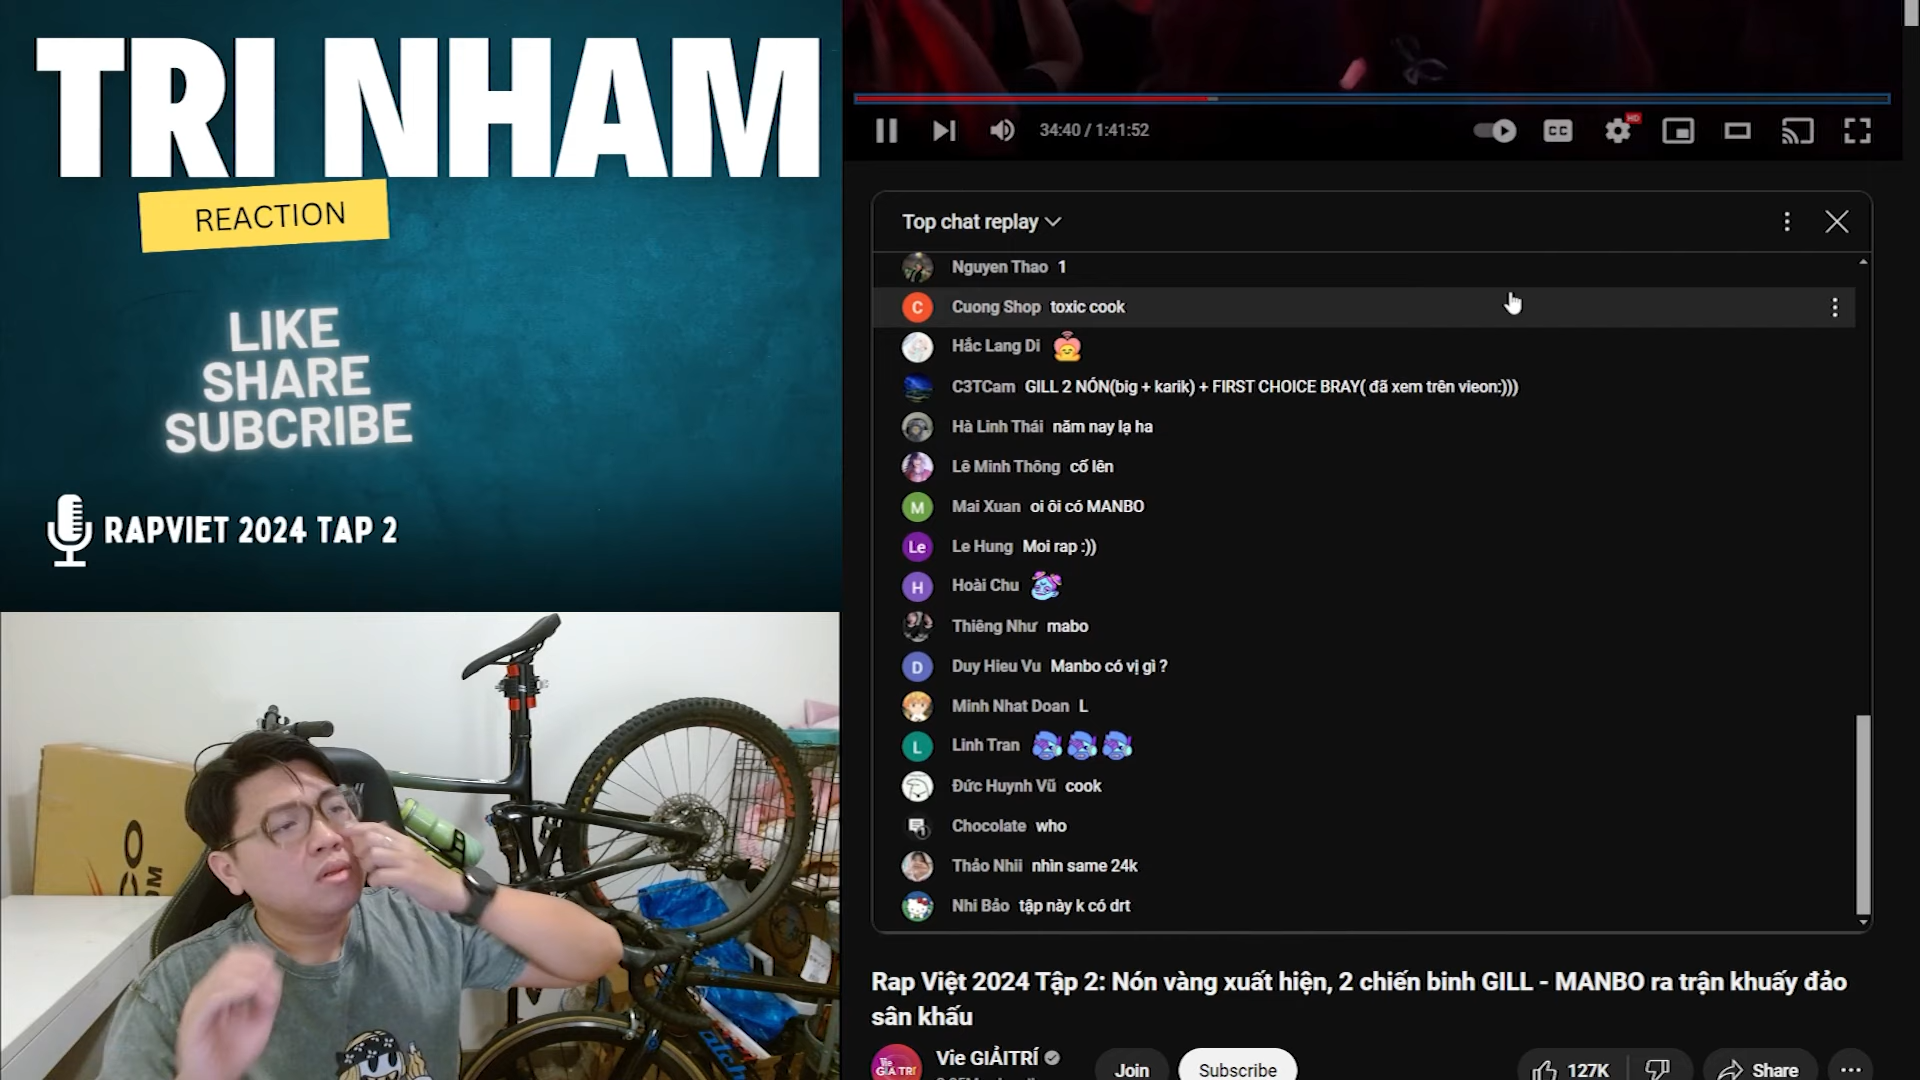 TRI NHAM
REACTION
LIKE
SHARE
SUBCRIBE
RAPVIET 2024 TAP 2
34:40 / 1:41:52
CC
HD
Top chat replay
Nguyen Thao 1
C Cuong Shop toxic cook
Hắc Lang Di
C3TCam GILL 2 NÓN(big + karik) + FIRST CHOICE BRAY( đã xem trên vieon:)))
Hà Linh Thái năm nay lạ ha
Lê Minh Thông cố lên
M Mai Xuan oi ôi có MANBO
Le Le Hung Moi rap :))
H Hoài Chu
Thiêng Như mabo
D Duy Hieu Vu Manbo có vị gì ?
Minh Nhat Doan L
L Linh Tran
Đức Huynh Vũ cook
Chocolate who
Thảo Nhii nhìn same 24k
Nhi Bảo tập này k có drt
Rap Việt 2024 Tập 2: Nón vàng xuất hiện, 2 chiến binh GILL - MANBO ra trận khuấy đảo
sân khấu
Vie GIẢI TRÍ
Vie GIẢITRÍ
Join
Subscribe
127K
Share